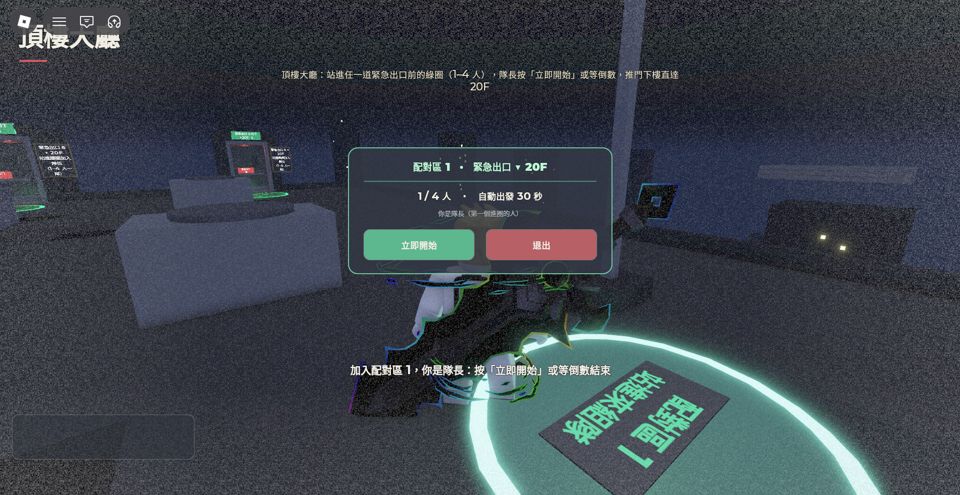 頂樓大廳
頂樓大廳：站進任一道緊急出口前的綠圈（1–4 人），隊長按「立即開始」或等倒數，推門下樓直達
20F
配對區 1 • 緊急出口 ▼ 20F
1 / 4 人 • 自動出發 30 秒
你是隊長（第一個進圈的人）
立即開始
退出
加入配對區 1，你是隊長：按「立即開始」或等倒數結束
配對區 1
站進來組隊